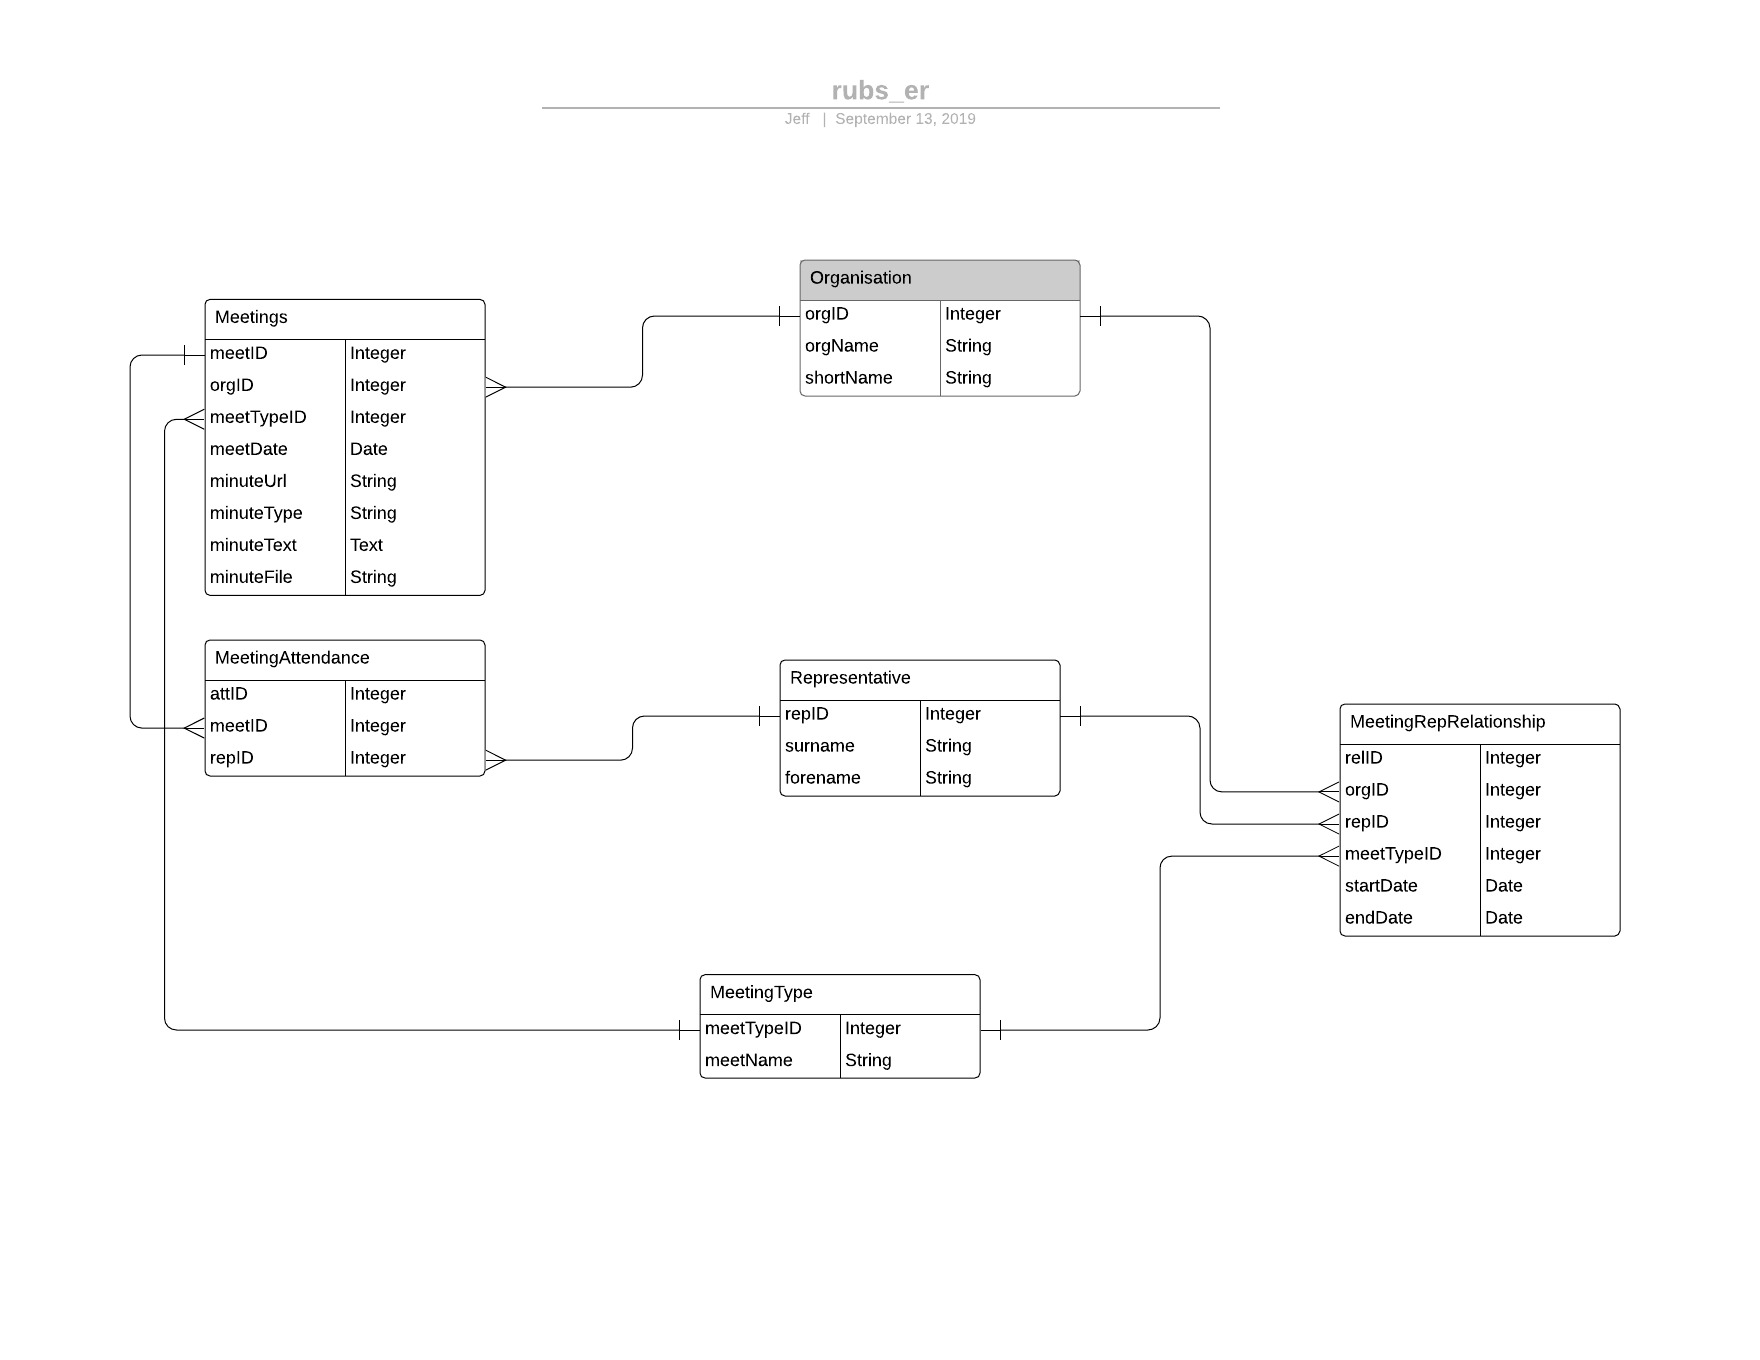 rubs_er
Jeff | September 13, 2019
Organisation
orgID Integer
orgName String
shortName String
Meetings
meetID Integer
orgID Integer
meetTypeID Integer
meetDate Date
minuteUrl String
minuteType String
minuteText Text
minuteFile String
MeetingAttendance
attID Integer
meetID Integer
repID Integer
Representative
repID Integer
surname String
forename String
MeetingRepRelationship
relID Integer
orgID Integer
repID Integer
meetTypeID Integer
startDate Date
endDate Date
MeetingType
meetTypeID Integer
meetName String